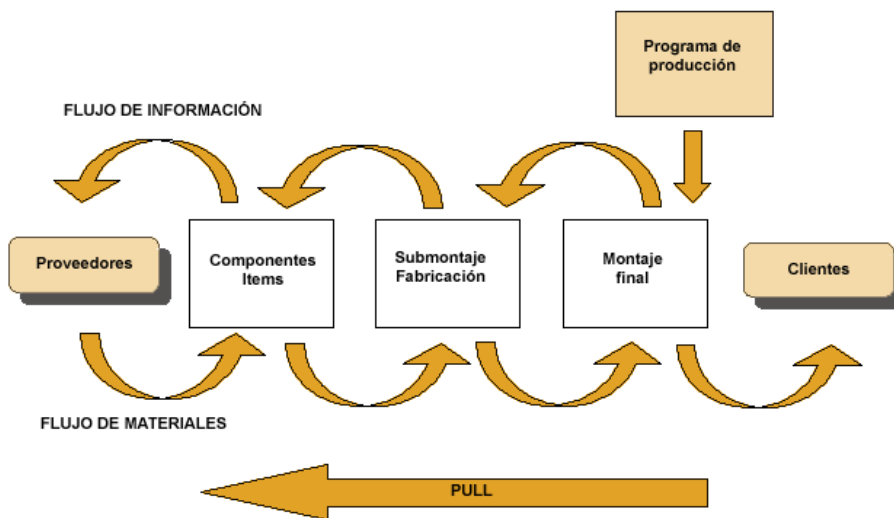 Programa de
producción
FLUJO DE INFORMACIÓN
Proveedores
Componentes
Items
Submontaje
Fabricación
Montaje
final
Clientes
FLUJO DE MATERIALES
PULL